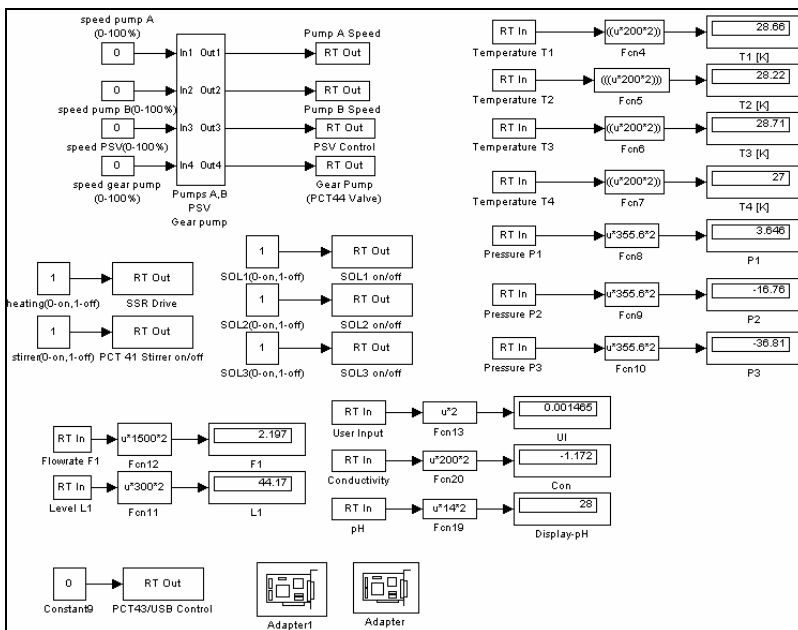 speed pump A
(0-100%)
0
In1 Out1
Pump A Speed
RT Out
0
speed pump B(0-100%)
In2 Out2
RT Out
Pump B Speed
0
speed PSV(0-100%)
In3 Out3
RT Out
PSV Control
0
speed gear pump
(0-100%)
In4 Out4
RT Out
Gear Pump
(PCT44 Valve)
Pumps A,B
PSV
Gear pump
RT In
Temperature T1
((u*200*2))
Fcn4
28.66
T1 [K]
RT In
Temperature T2
(((u*200*2)))
Fcn5
28.22
T2 [K]
RT In
Temperature T3
((u*200*2))
Fcn6
28.71
T3 [K]
RT In
Temperature T4
((u*200*2))
Fcn7
27
T4 [K]
RT In
Pressure P1
u*355.6*2
Fcn8
3.646
P1
RT In
Pressure P2
u*355.6*2
Fcn9
-16.76
P2
RT In
Pressure P3
u*355.6*2
Fcn10
-36.81
P3
1
heating(0-on,1-off)
RT Out
SSR Drive
1
stirrer(0-on,1-off)
RT Out
PCT 41 Stirrer on/off
1
SOL1(0-on,1-off)
RT Out
SOL1 on/off
1
SOL2(0-on,1-off)
RT Out
SOL2 on/off
1
SOL3(0-on,1-off)
RT Out
SOL3 on/off
RT In
Flowrate F1
u*1500*2
Fcn12
2.197
F1
RT In
Level L1
u*300*2
Fcn11
44.17
L1
RT In
User Input
u*2
Fcn13
0.001465
UI
RT In
Conductivity
u*200*2
Fcn20
-1.172
Con
RT In
pH
u*14*2
Fcn19
28
Display-pH
0
Constant9
RT Out
PCT43/USB Control
Adapter1
Adapter